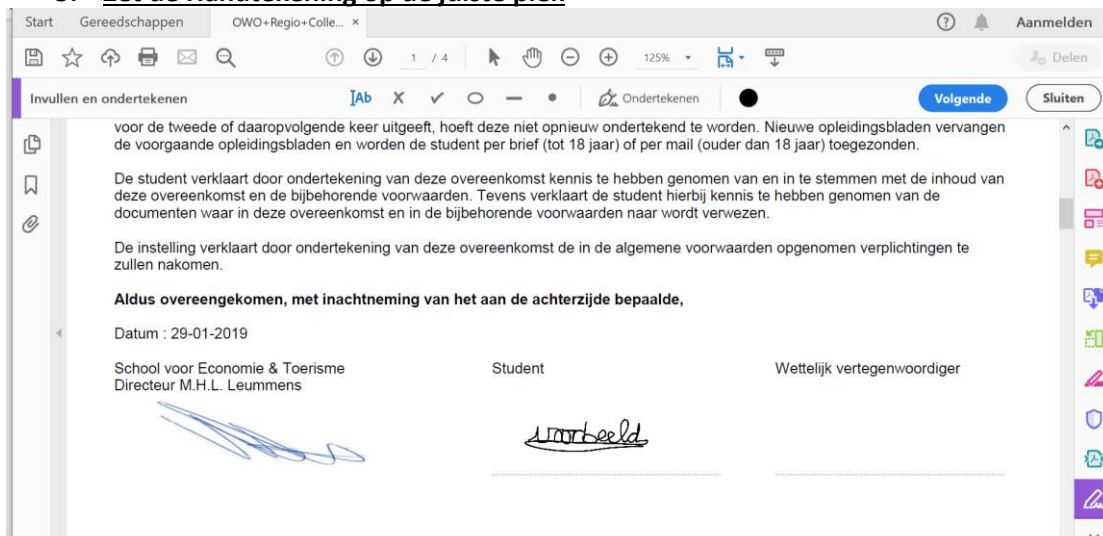 Zet de Handtekening op de juiste plek
Start Gereedschappen OWO+Regio+Colle... × Aanmelden
1 / 4 125% Delen
Invullen en ondertekenen Ab Ondertekenen Volgende Sluiten
voor de tweede of daaropvolgende keer uitgeeft, hoeft deze niet opnieuw ondertekend te worden. Nieuwe opleidingsbladen vervangen
de voorgaande opleidingsbladen en worden de student per brief (tot 18 jaar) of per mail (ouder dan 18 jaar) toegezonden.
De student verklaart door ondertekening van deze overeenkomst kennis te hebben genomen van en in te stemmen met de inhoud van
deze overeenkomst en de bijbehorende voorwaarden. Tevens verklaart de student hierbij kennis te hebben genomen van de
documenten waar in deze overeenkomst en in de bijbehorende voorwaarden naar wordt verwezen.
De instelling verklaart door ondertekening van deze overeenkomst de in de algemene voorwaarden opgenomen verplichtingen te
zullen nakomen.
Aldus overeengekomen, met inachtneming van het aan de achterzijde bepaalde,
Datum : 29-01-2019
School voor Economie & Toerisme Student Wettelijk vertegenwoordiger
Directeur M.H.L. Leummens
voorbeeld